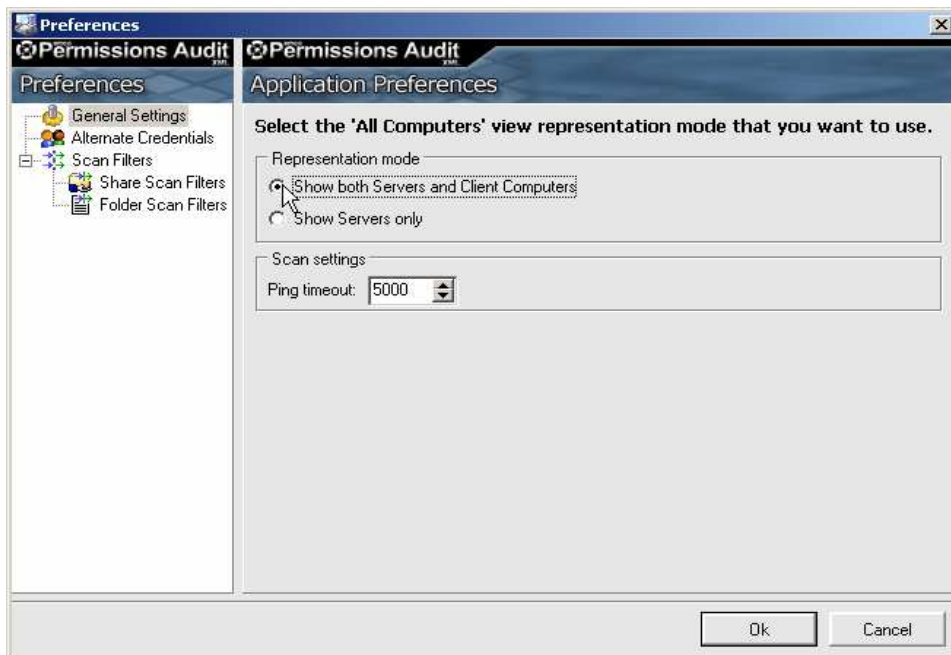 Preferences
Permissions Audit
XML
Permissions Audit
XML
Preferences
Application Preferences
General Settings
Alternate Credentials
Scan Filters
Share Scan Filters
Folder Scan Filters
Select the 'All Computers' view representation mode that you want to use.
Representation mode
Show both Servers and Client Computers
Show Servers only
Scan settings
Ping timeout: 5000
Ok
Cancel